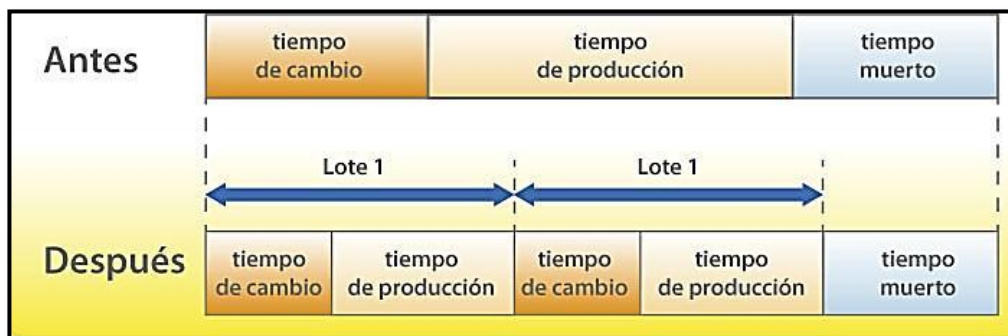 Antes
tiempo
de cambio
tiempo
de producción
tiempo
muerto
Lote 1
Lote 1
Después
tiempo
de cambio
tiempo
de producción
tiempo
de cambio
tiempo
de producción
tiempo
muerto